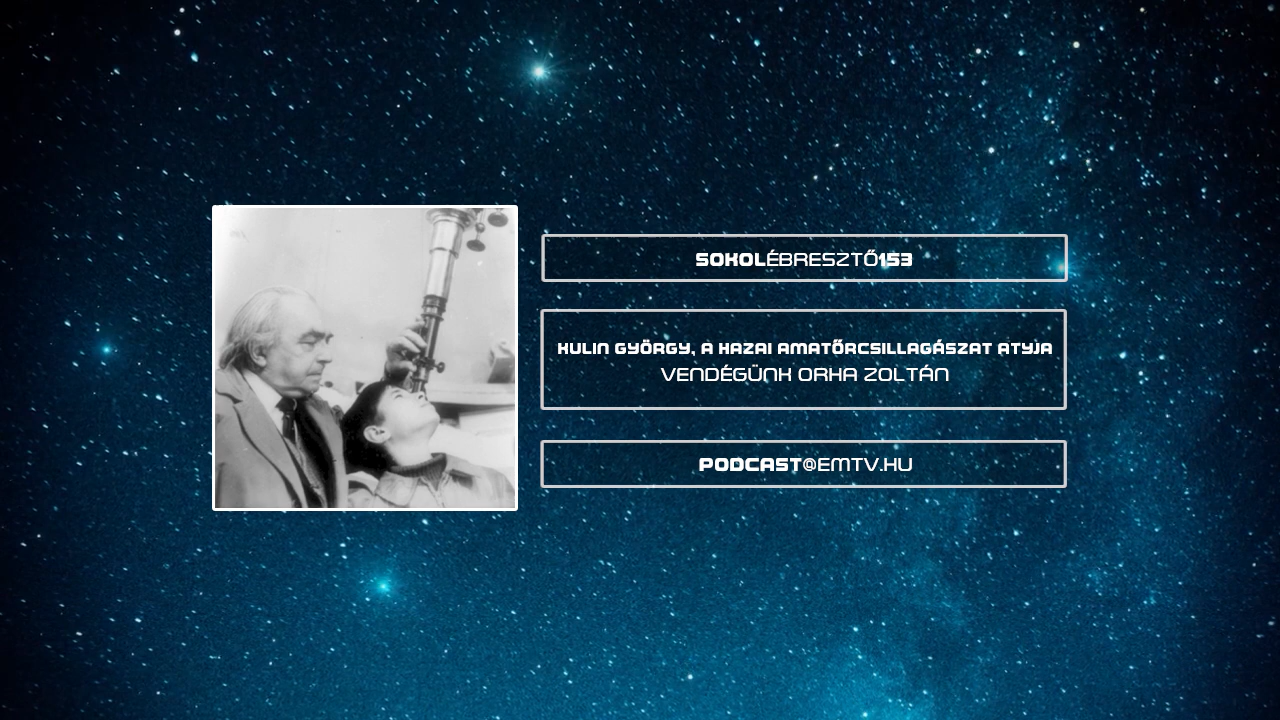 SOKOLÉBRESZTŐ153
KULIN GYÖRGY, A HAZAI AMATŐRCSILLAGÁSZAT ATYJA
VENDÉGÜNK ORHA ZOLTÁN
PODCAST@EMTV.HU